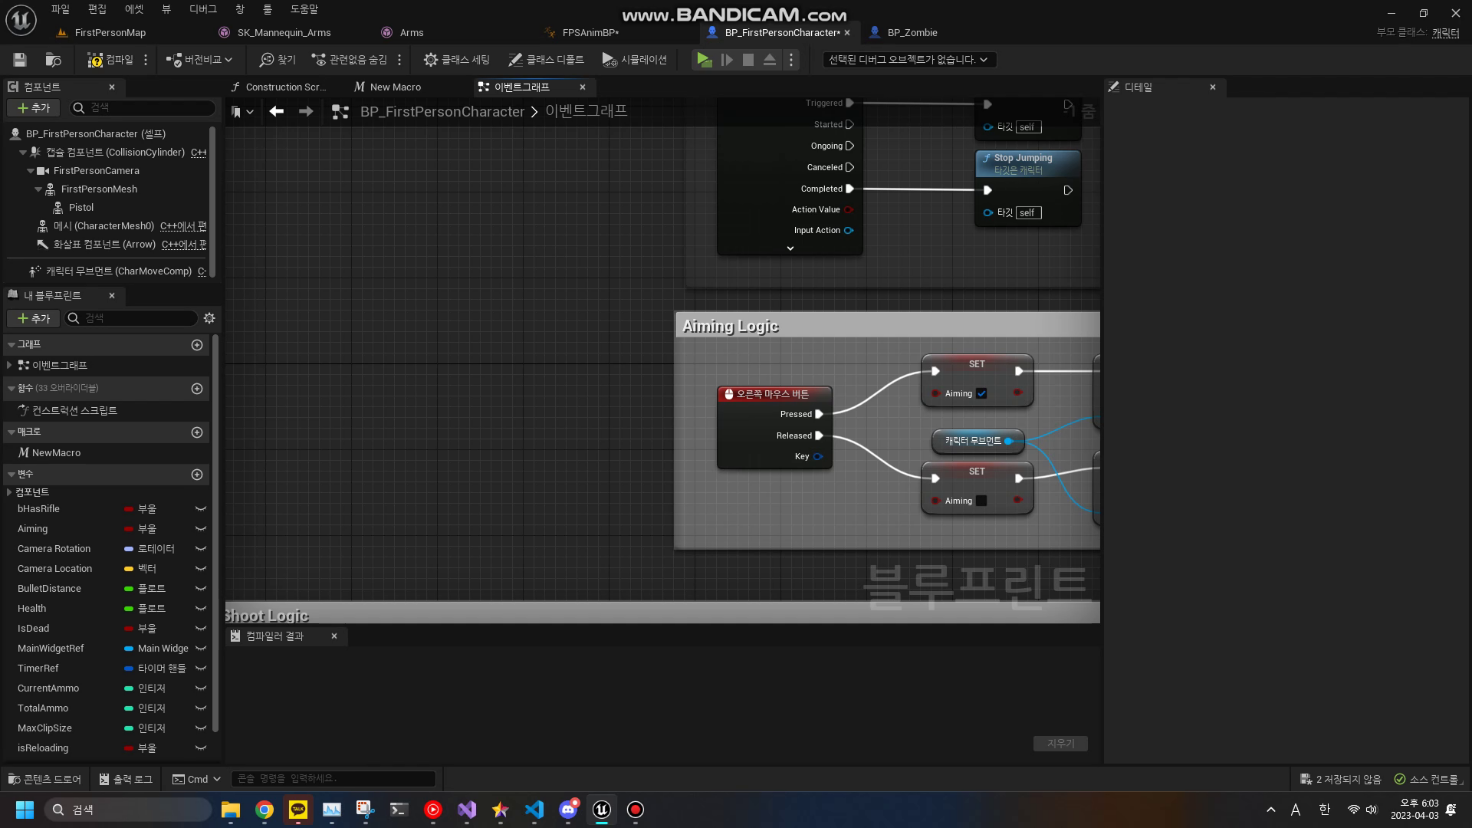 파일 편집 에셋 뷰 디버그 창 툴 도움말
www.BANDICAM.com
FirstPersonMap SK_Mannequin_Arms Arms FPSAnimBP* BP_FirstPersonCharacter* BP_Zombie
부모 클래스: 캐릭터
컴파일 버전비교 찾기 관련없음 숨김 클래스 세팅 클래스 디폴트 시뮬레이션 선택된 디버그 오브젝트가 없습니다.
컴포넌트
추가 검색
BP_FirstPersonCharacter (셀프)
캡슐 컴포넌트 (CollisionCylinder) C++
FirstPersonCamera
FirstPersonMesh
Pistol
메시 (CharacterMesh0) C++에서 편
화살표 컴포넌트 (Arrow) C++에서 편
캐릭터 무브먼트 (CharMoveComp)
내 블루프린트
추가 검색
그래프
이벤트그래프
함수 (33 오버라이더블)
컨스트럭션 스크립트
매크로
NewMacro
변수
컴포넌트
bHasRifle 부울
Aiming 부울
Camera Rotation 로테이터
Camera Location 벡터
BulletDistance 플로트
Health 플로트
IsDead 부울
MainWidgetRef Main Widge
TimerRef 타이머 핸들
CurrentAmmo 인티저
TotalAmmo 인티저
MaxClipSize 인티저
isReloading 부울
Construction Scr... New Macro 이벤트그래프
BP_FirstPersonCharacter > 이벤트그래프
Triggered
Started
Ongoing
Canceled
Completed
Action Value
Input Action
타깃 self
Stop Jumping
타깃은 캐릭터
타깃 self
Aiming Logic
오른쪽 마우스 버튼
Pressed
Released
Key
SET
Aiming
캐릭터 무브먼트
SET
Aiming
블루프린트
Shoot Logic
컴파일러 결과
지우기
디테일
콘텐츠 드로어 출력 로그 Cmd 콘솔 명령을 입력하세요. 2 저장되지 않음 소스 컨트롤
검색
TALK
A 한 오후 6:03
2023-04-03